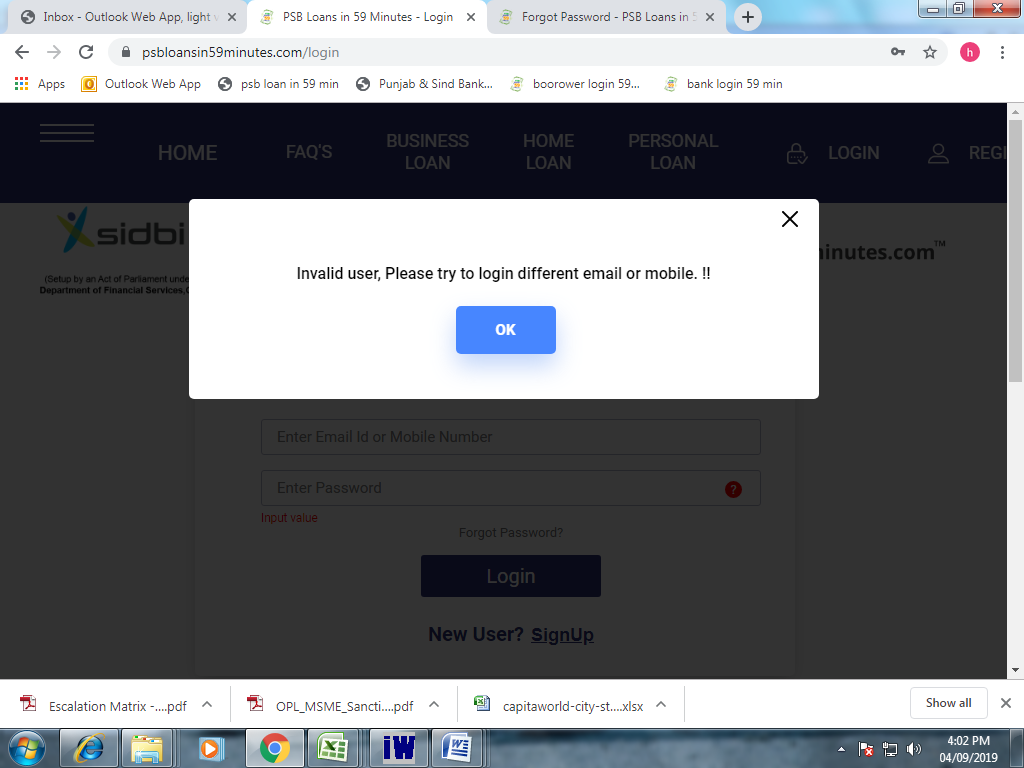 Inbox - Outlook Web App, light v
PSB Loans in 59 Minutes - Login
Forgot Password - PSB Loans in 5
psbloansin59minutes.com/login
h
Apps
Outlook Web App
psb loan in 59 min
Punjab & Sind Bank...
boorower login 59...
bank login 59 min
HOME
FAQ'S
BUSINESS
LOAN
HOME
LOAN
PERSONAL
LOAN
LOGIN
REGI
sidbi
(Setup by an Act of Parliament unde
Department of Financial Services,G
minutes.com™
Invalid user, Please try to login different email or mobile. !!
OK
Enter Email Id or Mobile Number
Enter Password
?
Input value
Forgot Password?
Login
New User? SignUp
Escalation Matrix -....pdf
OPL_MSME_Sancti....pdf
capitaworld-city-st....xlsx
Show all
iW
4:02 PM
04/09/2019